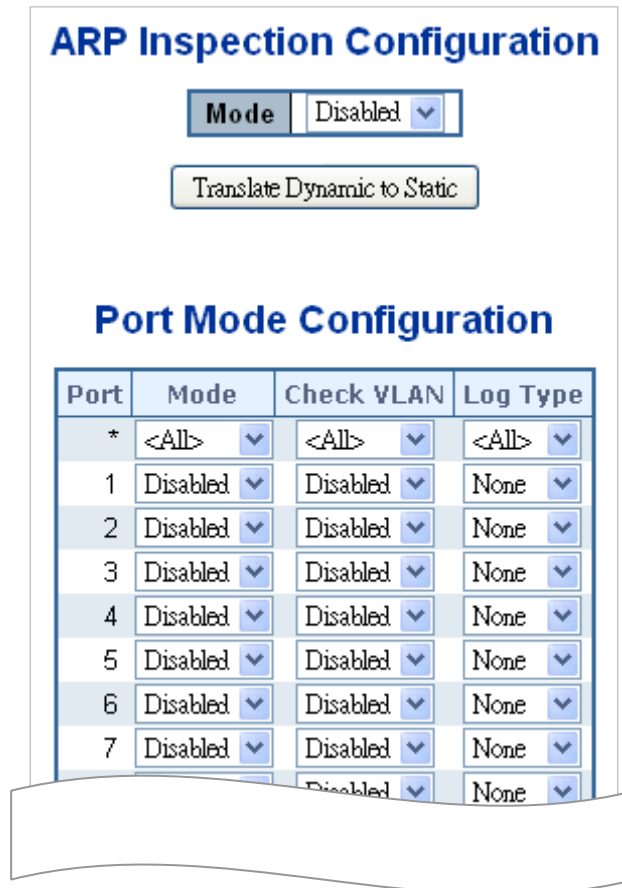 ARP Inspection Configuration
Mode Disabled
Translate Dynamic to Static
Port Mode Configuration
Port Mode Check VLAN Log Type
* <All> <All> <All>
1 Disabled Disabled None
2 Disabled Disabled None
3 Disabled Disabled None
4 Disabled Disabled None
5 Disabled Disabled None
6 Disabled Disabled None
7 Disabled Disabled None
Disabled None